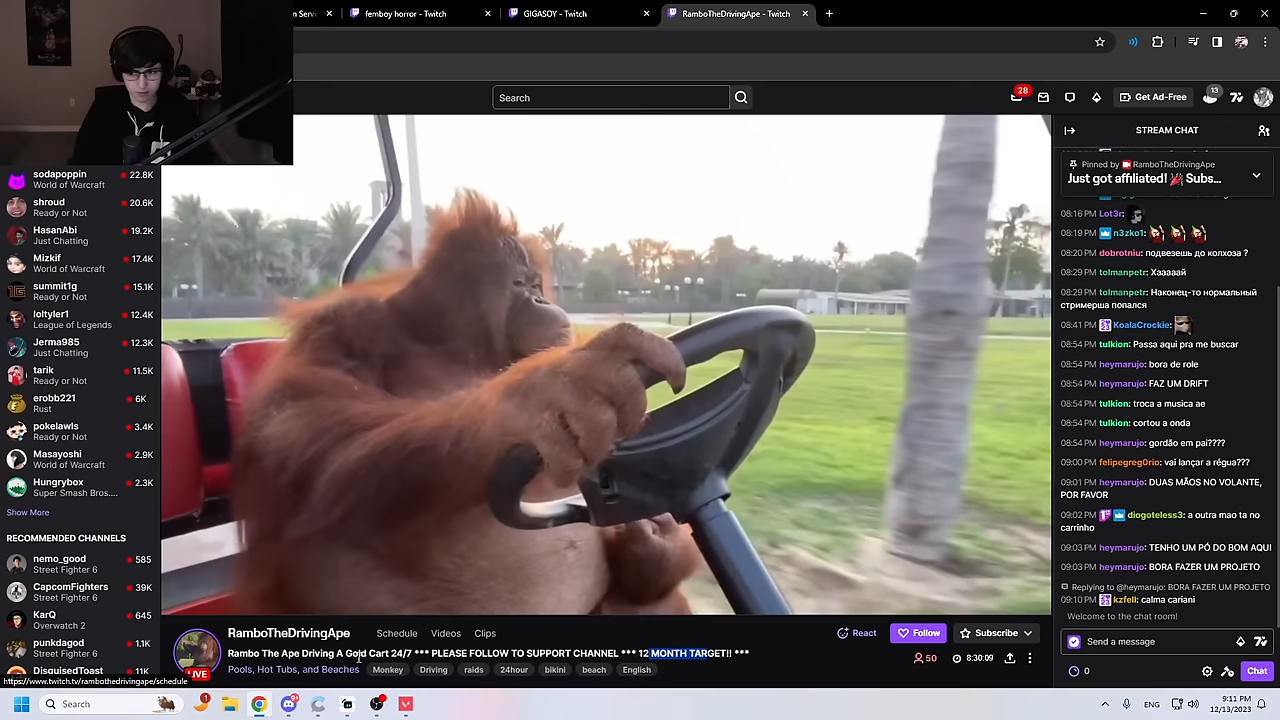 n Servi
femboy horror - Twitch
GIGASOY - Twitch
RamboTheDrivingApe - Twitch
Search
28
Get Ad-Free
13
sodapoppin
22.8K
World of Warcraft
shroud
20.6K
Ready or Not
HasanAbi
19.2K
Just Chatting
Mizkif
17.4K
World of Warcraft
summit1g
15.1K
Ready or Not
loltyler1
12.4K
League of Legends
Jerma985
12.3K
Just Chatting
tarik
11.5K
Ready or Not
erobb221
6K
Rust
pokelawls
3.4K
Ready or Not
Masayoshi
2.9K
World of Warcraft
Hungrybox
2.3K
Super Smash Bros....
Show More
RECOMMENDED CHANNELS
nemo_good
585
Street Fighter 6
CapcomFighters
39K
Street Fighter 6
KarQ
645
Overwatch 2
punkdagod
1.1K
Street Fighter 6
DisguisedToast
11K
https://www.twitch.tv/rambothedrivingape/schedule
LIVE
RamboTheDrivingApe
Schedule
Videos
Clips
React
Follow
Subscribe
Rambo The Ape Driving A Gold Cart 24/7 *** PLEASE FOLLOW TO SUPPORT CHANNEL *** 12 MONTH TARGET!! ***
50
8:30:09
Pools, Hot Tubs, and Beaches
Monkey
Driving
raids
24hour
bikini
beach
English
STREAM CHAT
Pinned by RamboTheDrivingApe
Just got affiliated! 🎉 Subs...
08:16 PM Lot3r:
08:19 PM n3zko1:
08:20 PM dobrotniu: подвезешь до колхоза ?
08:29 PM tolmanpetr: Хаааай
08:29 PM tolmanpetr: Наконец-то нормальный
стримерша попался
08:41 PM KoalaCrockie:
08:54 PM tulkion: Passa aqui pra me buscar
08:54 PM heymarujo: bora de role
08:54 PM heymarujo: FAZ UM DRIFT
08:54 PM tulkion: troca a musica ae
08:54 PM tulkion: cortou a onda
08:54 PM heymarujo: gordão em pai????
09:00 PM felipegreg0rio: vai lançar a régua???
09:01 PM heymarujo: DUAS MÃOS NO VOLANTE,
POR FAVOR
09:02 PM diogoteless3: a outra mao ta no
carrinho
09:03 PM heymarujo: TENHO UM PÓ DO BOM AQUI
09:03 PM heymarujo: BORA FAZER UM PROJETO
Replying to @heymarujo: BORA FAZER UM PROJETO
09:10 PM kzfell: calma cariani
Welcome to the chat room!
Send a message
0
Chat
Search
1
ENG
9:11 PM
12/13/2023